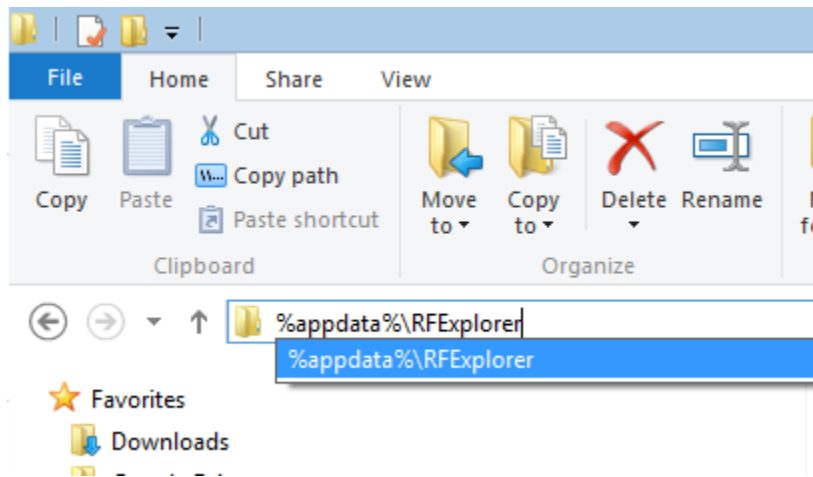 File Home Share View
Copy
Paste
Cut
Copy path
Paste shortcut
Move to
Copy to
Delete
Rename
Clipboard
Organize
%appdata%\RFExplorer
%appdata%\RFExplorer
Favorites
Downloads